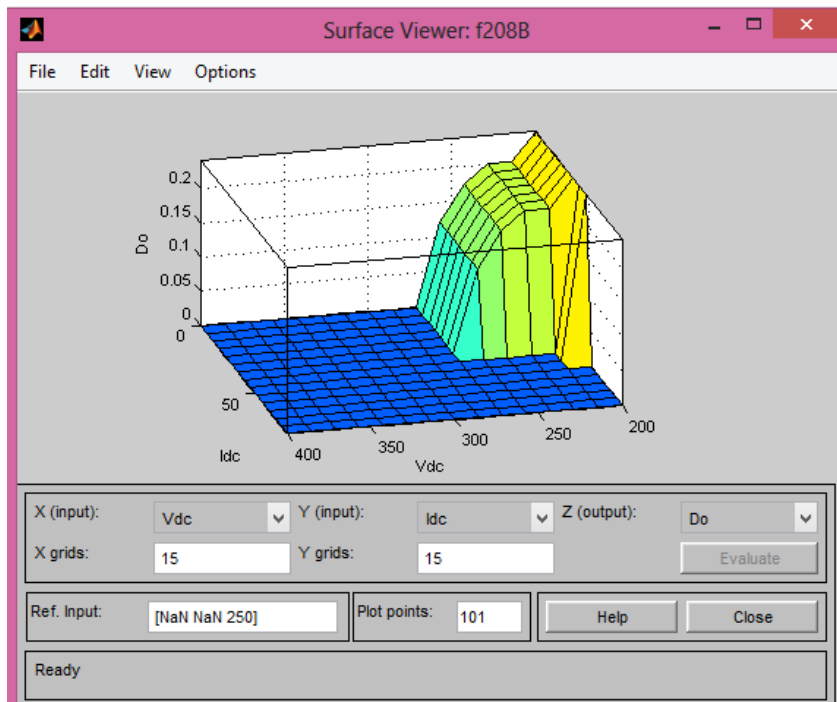 Surface Viewer: f208B
File Edit View Options
0.2
0.15
0.1
0.05
0
Do
0
50
Idc
400 350 300 250 200
Vdc
X (input): Vdc Y (input): Idc Z (output): Do
X grids: 15 Y grids: 15 Evaluate
Ref. Input: [NaN NaN 250] Plot points: 101 Help Close
Ready